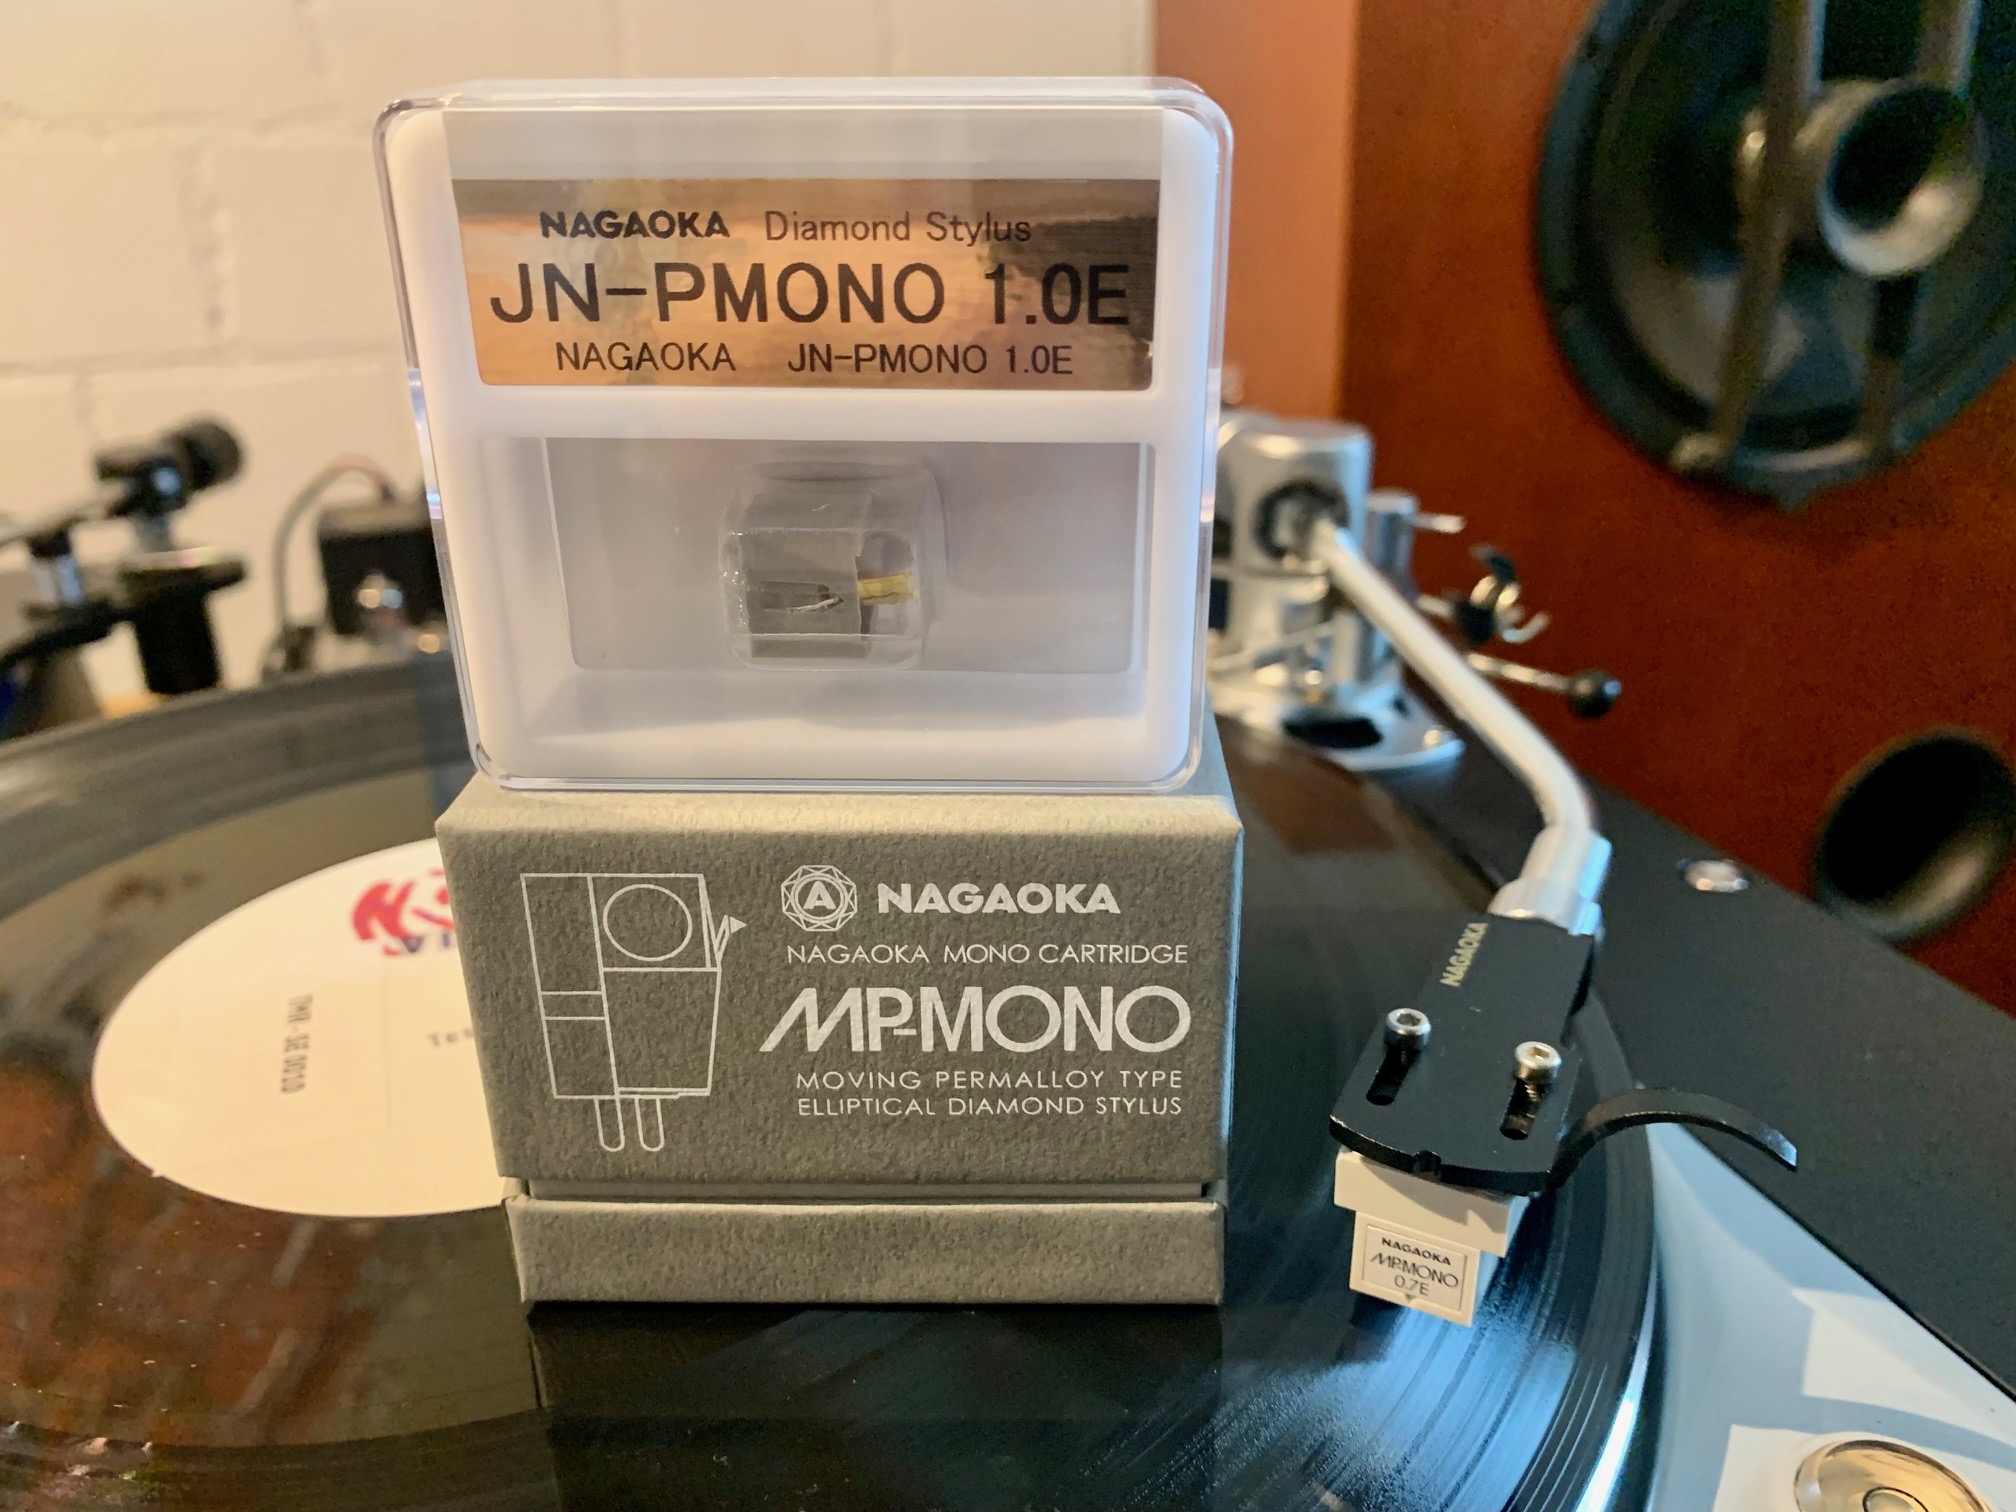 NAGAOKA Diamond Stylus
JN-PMONO 1.0E
NAGAOKA JN-PMONO 1.0E
A NAGAOKA
NAGAOKA MONO CARTRIDGE
MP-MONO
MOVING PERMALLOY TYPE
ELLIPTICAL DIAMOND STYLUS
NAGAOKA
NAGAOKA
MP-MONO
0.7E